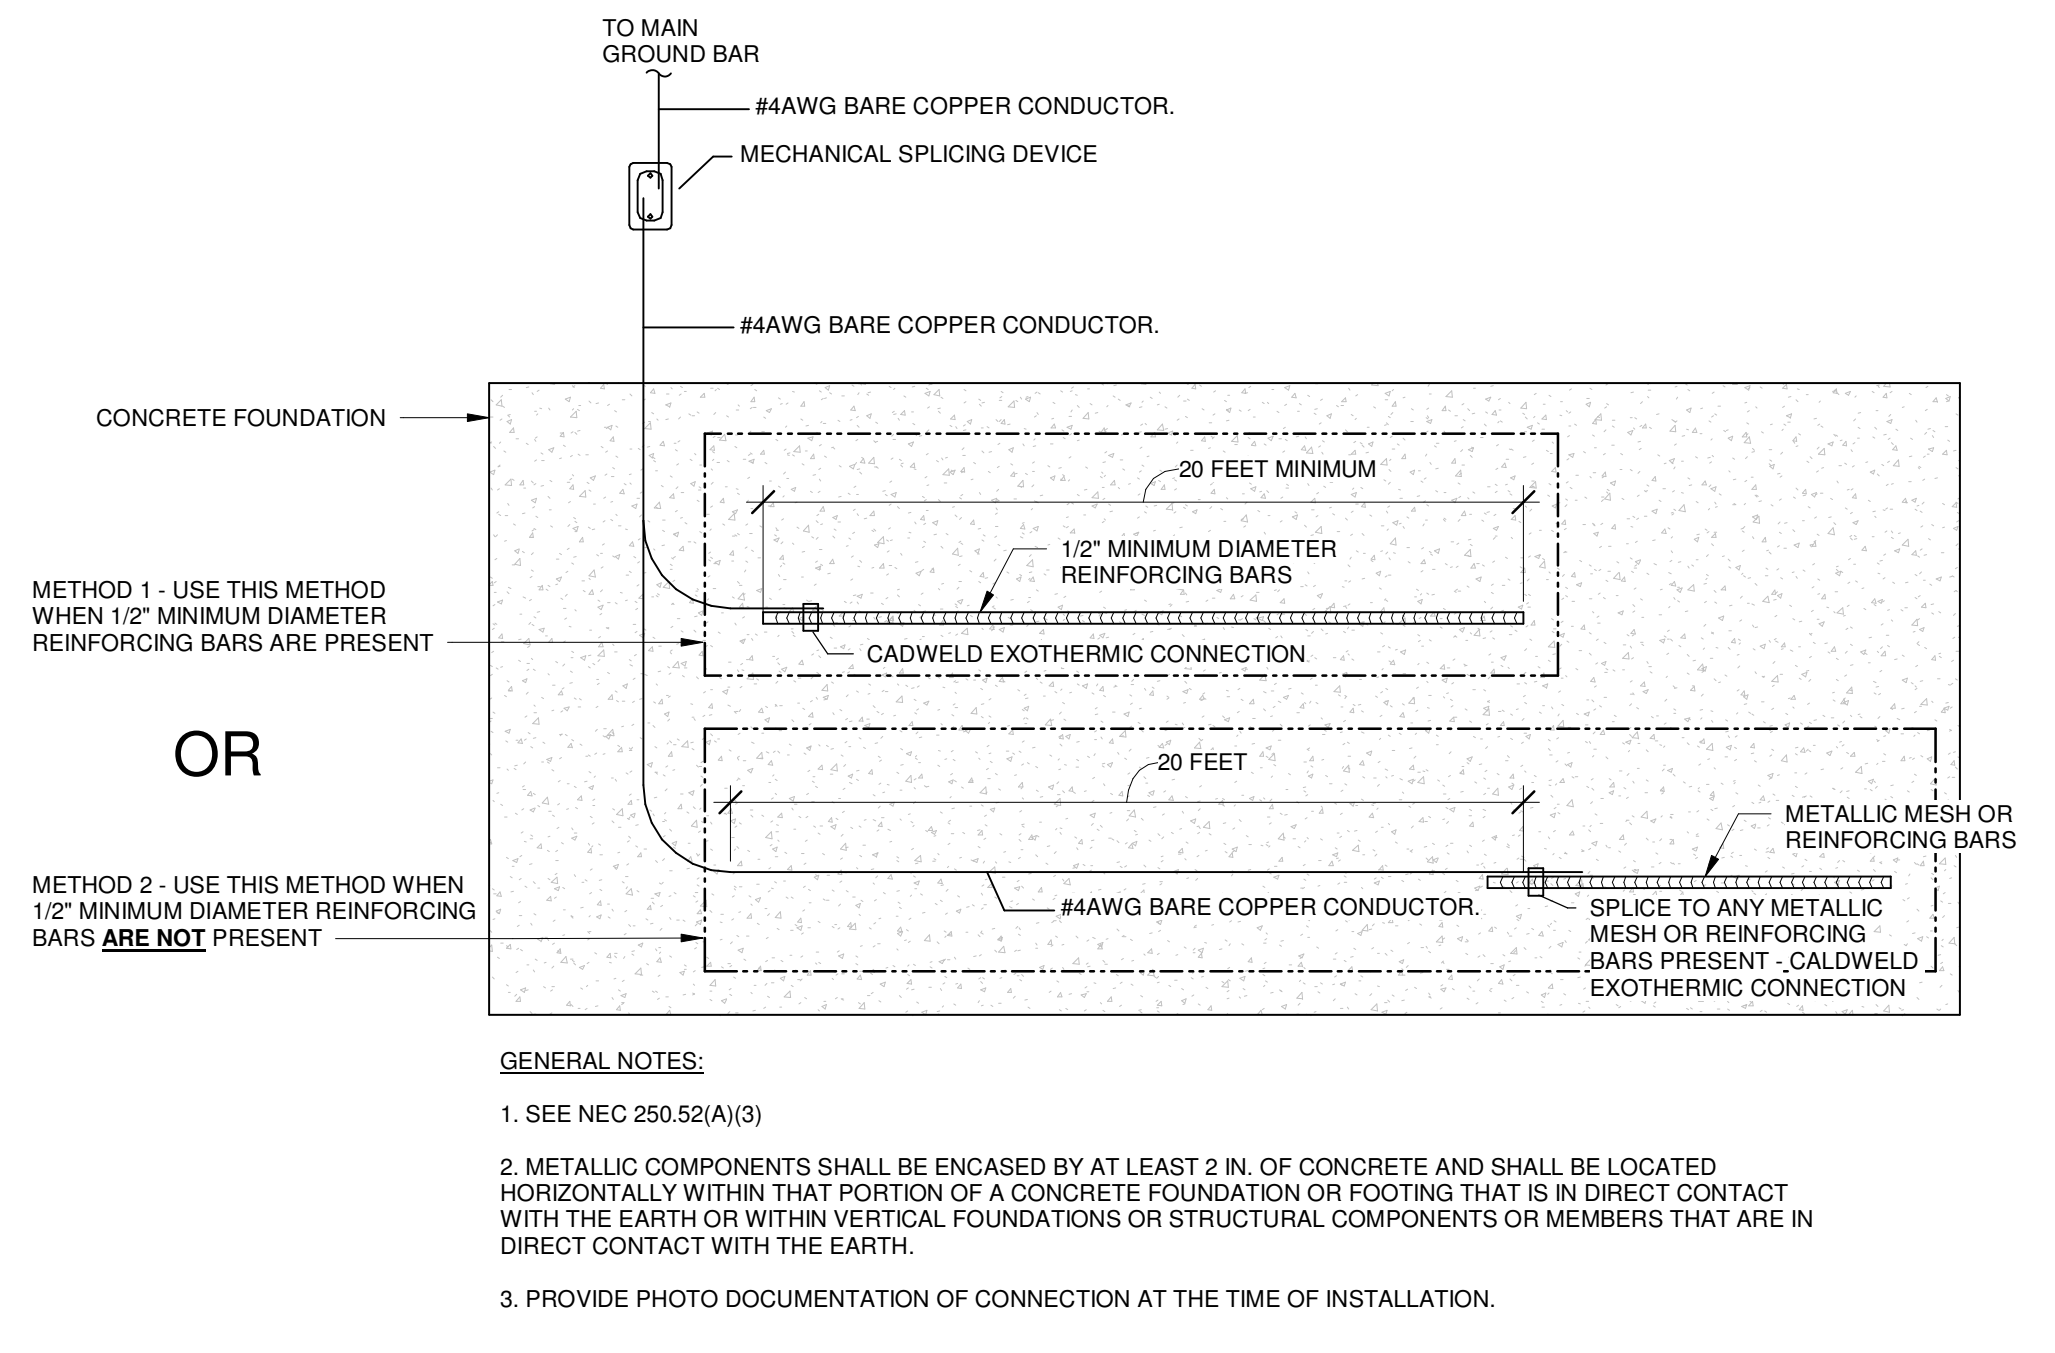 TO MAIN
GROUND BAR
#4AWG BARE COPPER CONDUCTOR.
MECHANICAL SPLICING DEVICE
#4AWG BARE COPPER CONDUCTOR.
CONCRETE FOUNDATION
20 FEET MINIMUM
1/2" MINIMUM DIAMETER
REINFORCING BARS
METHOD 1 - USE THIS METHOD
WHEN 1/2" MINIMUM DIAMETER
REINFORCING BARS ARE PRESENT
CADWELD EXOTHERMIC CONNECTION
OR
20 FEET
METALLIC MESH OR
REINFORCING BARS
METHOD 2 - USE THIS METHOD WHEN
1/2" MINIMUM DIAMETER REINFORCING
BARS ARE NOT PRESENT
#4AWG BARE COPPER CONDUCTOR.
SPLICE TO ANY METALLIC
MESH OR REINFORCING
BARS PRESENT - CALDWELD
EXOTHERMIC CONNECTION
GENERAL NOTES:
1. SEE NEC 250.52(A)(3)
2. METALLIC COMPONENTS SHALL BE ENCASED BY AT LEAST 2 IN. OF CONCRETE AND SHALL BE LOCATED
HORIZONTALLY WITHIN THAT PORTION OF A CONCRETE FOUNDATION OR FOOTING THAT IS IN DIRECT CONTACT
WITH THE EARTH OR WITHIN VERTICAL FOUNDATIONS OR STRUCTURAL COMPONENTS OR MEMBERS THAT ARE IN
DIRECT CONTACT WITH THE EARTH.
3. PROVIDE PHOTO DOCUMENTATION OF CONNECTION AT THE TIME OF INSTALLATION.